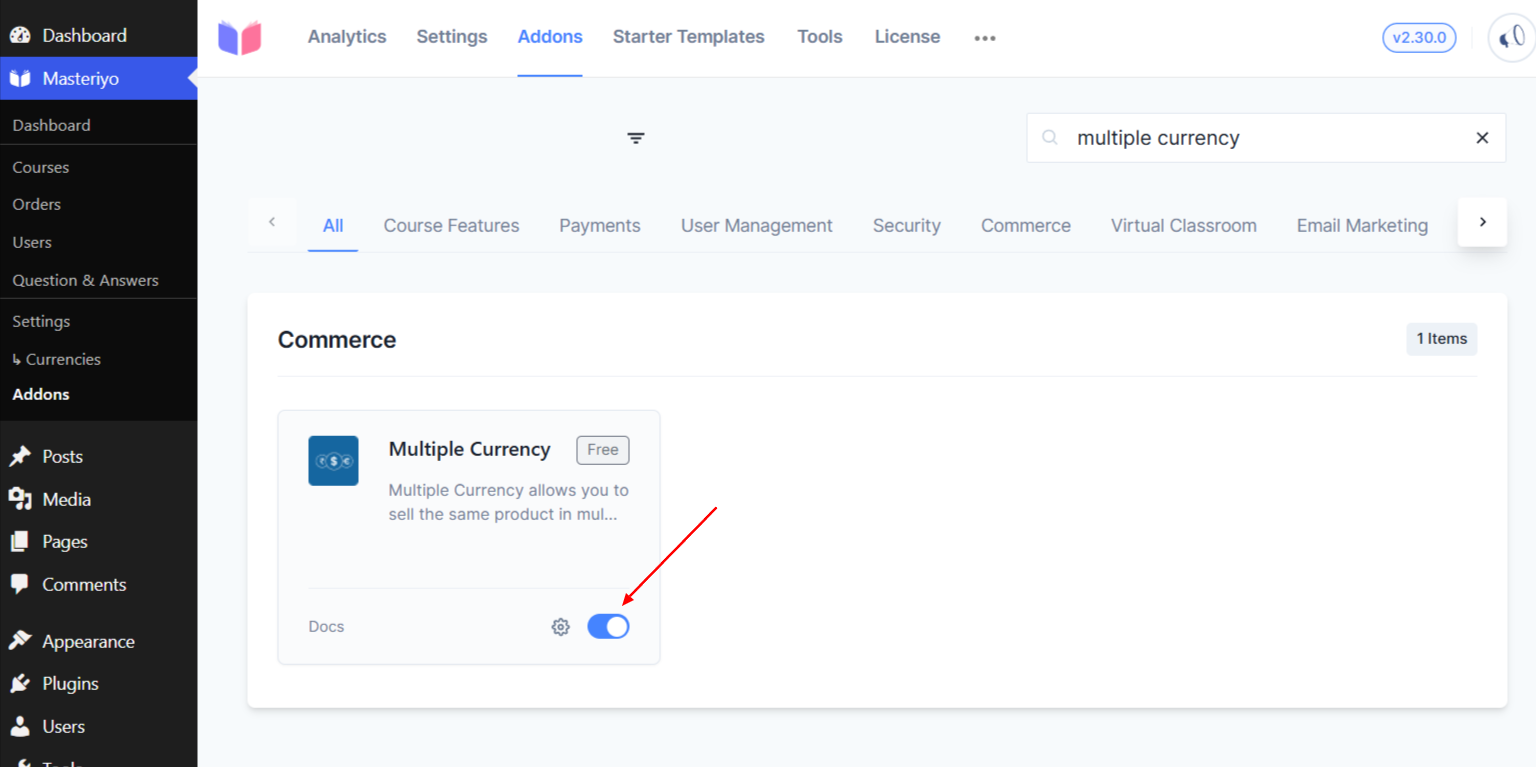 Dashboard
Masteriyo
Dashboard
Courses
Orders
Users
Question & Answers
Settings
↳ Currencies
Addons
Posts
Media
Pages
Comments
Appearance
Plugins
Users
Tools
Analytics
Settings
Addons
Starter Templates
Tools
License
v2.30.0
multiple currency
All
Course Features
Payments
User Management
Security
Commerce
Virtual Classroom
Email Marketing
Commerce
1 Items
Multiple Currency
Free
Multiple Currency allows you to
sell the same product in mul...
Docs